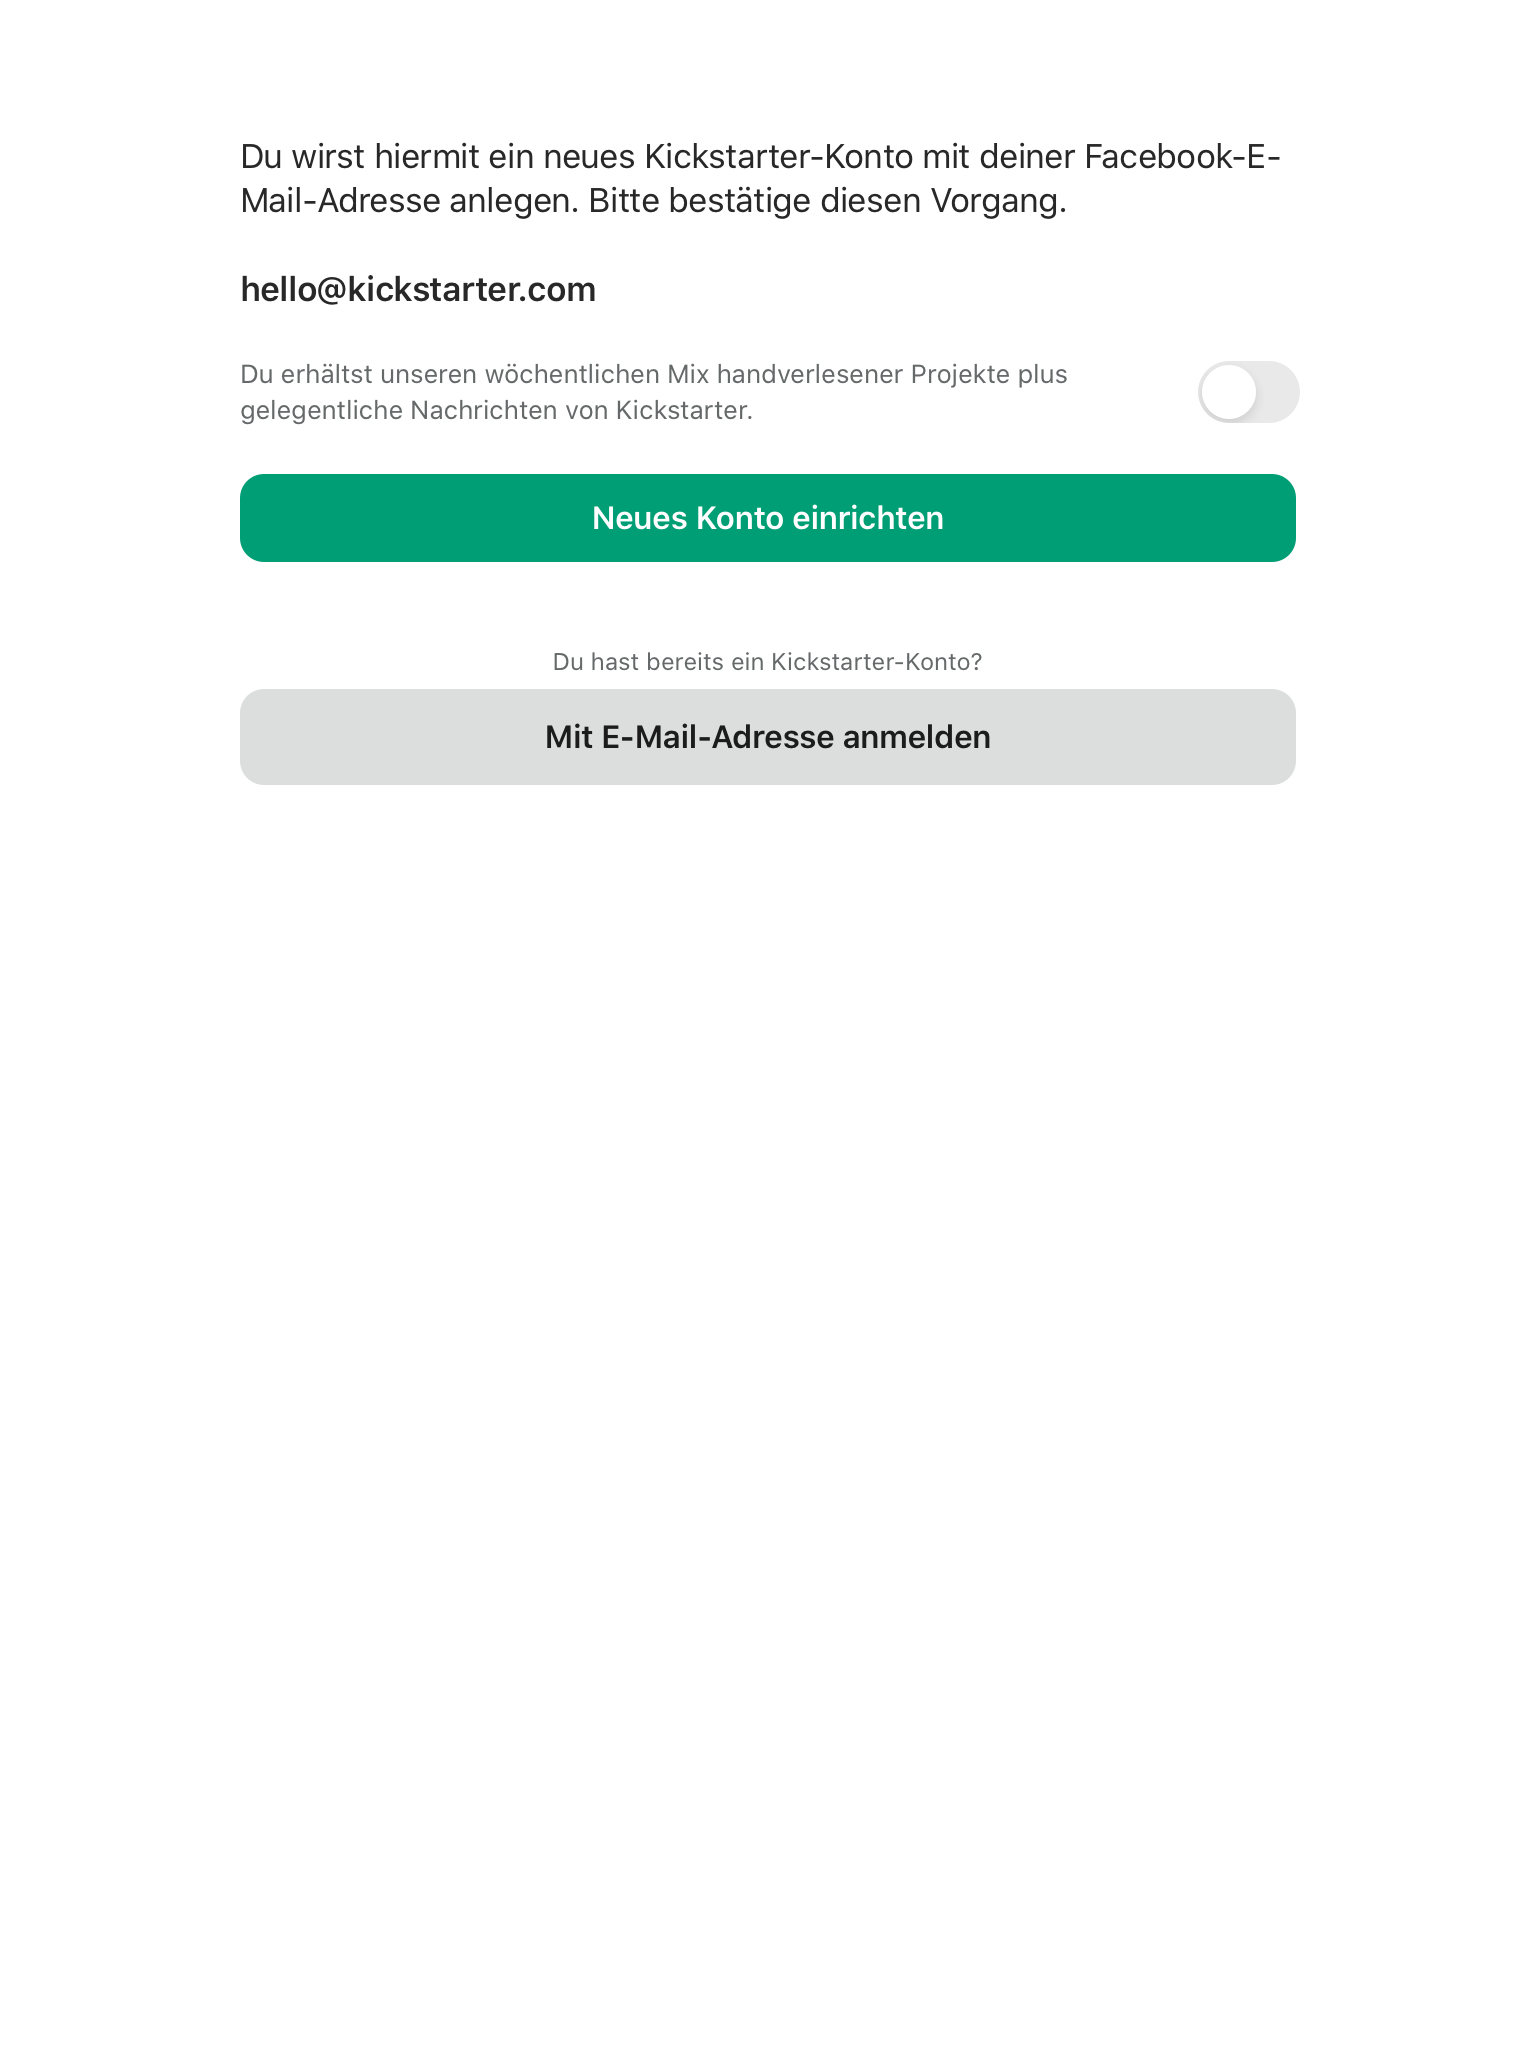 Du wirst hiermit ein neues Kickstarter-Konto mit deiner Facebook-E-
Mail-Adresse anlegen. Bitte bestätige diesen Vorgang.
hello@kickstarter.com
Du erhältst unseren wöchentlichen Mix handverlesener Projekte plus
gelegentliche Nachrichten von Kickstarter.
Neues Konto einrichten
Du hast bereits ein Kickstarter-Konto?
Mit E-Mail-Adresse anmelden